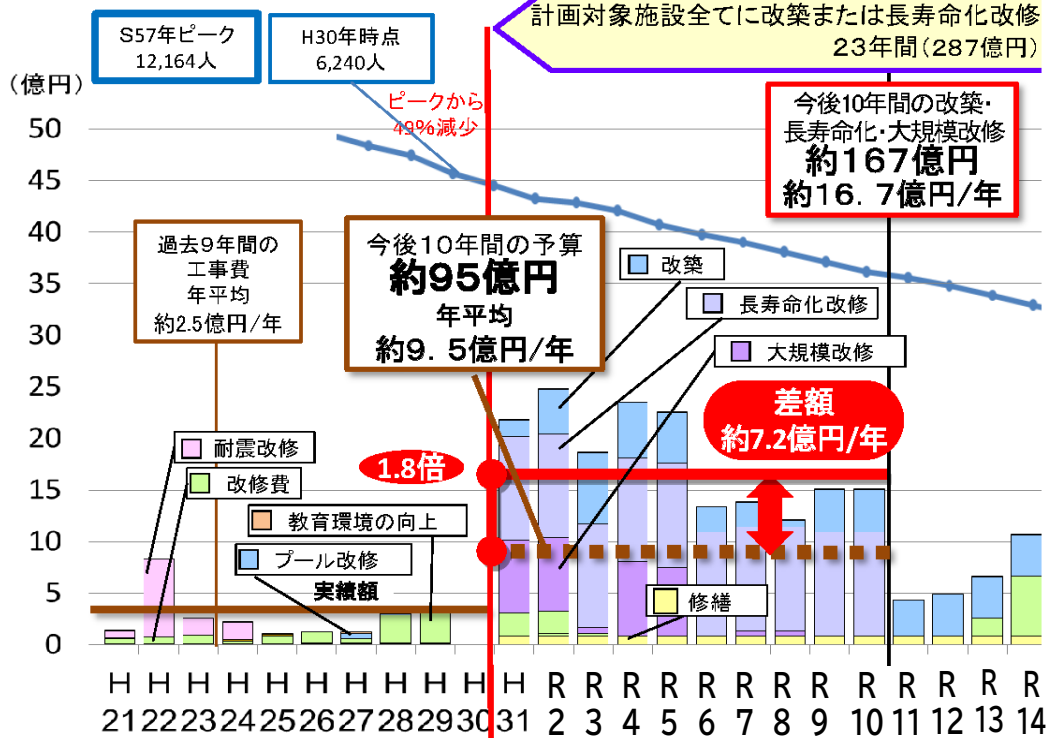 計画対象施設全てに改築または長寿命化改修
23年間(287億円)
S57年ピーク
12,164人
H30年時点
6,240人
(億円)
ピークから
49%減少
今後10年間の改築・
長寿命化・大規模改修
約167億円
約16.7億円/年
50
45
40
35
30
25
20
15
10
5
0
過去9年間の
工事費
年平均
約2.5億円/年
今後10年間の予算
約95億円
年平均
約9.5億円/年
改築
長寿命化改修
大規模改修
差額
約7.2億円/年
1.8倍
耐震改修
改修費
教育環境の向上
プール改修
実績額
修繕
H H H H H H H H H H H R R R R R R R R R R R R R
21 22 23 24 25 26 27 28 29 30 31 2 3 4 5 6 7 8 9 10 11 12 13 14